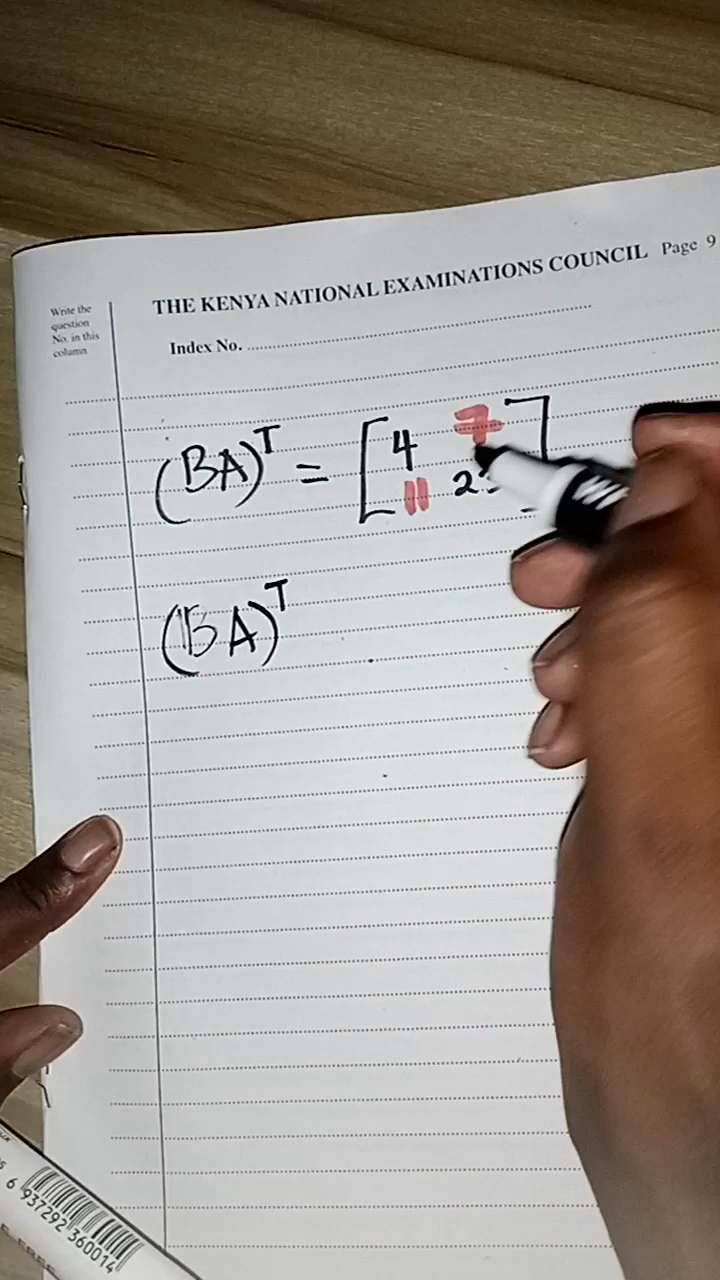 THE KENYA NATIONAL EXAMINATIONS COUNCIL Page 9
Write the
question
No. in this
column
Index No.
(BA)ᵀ = [4 7]
11
(BA)ᵀ
6 937292 360014